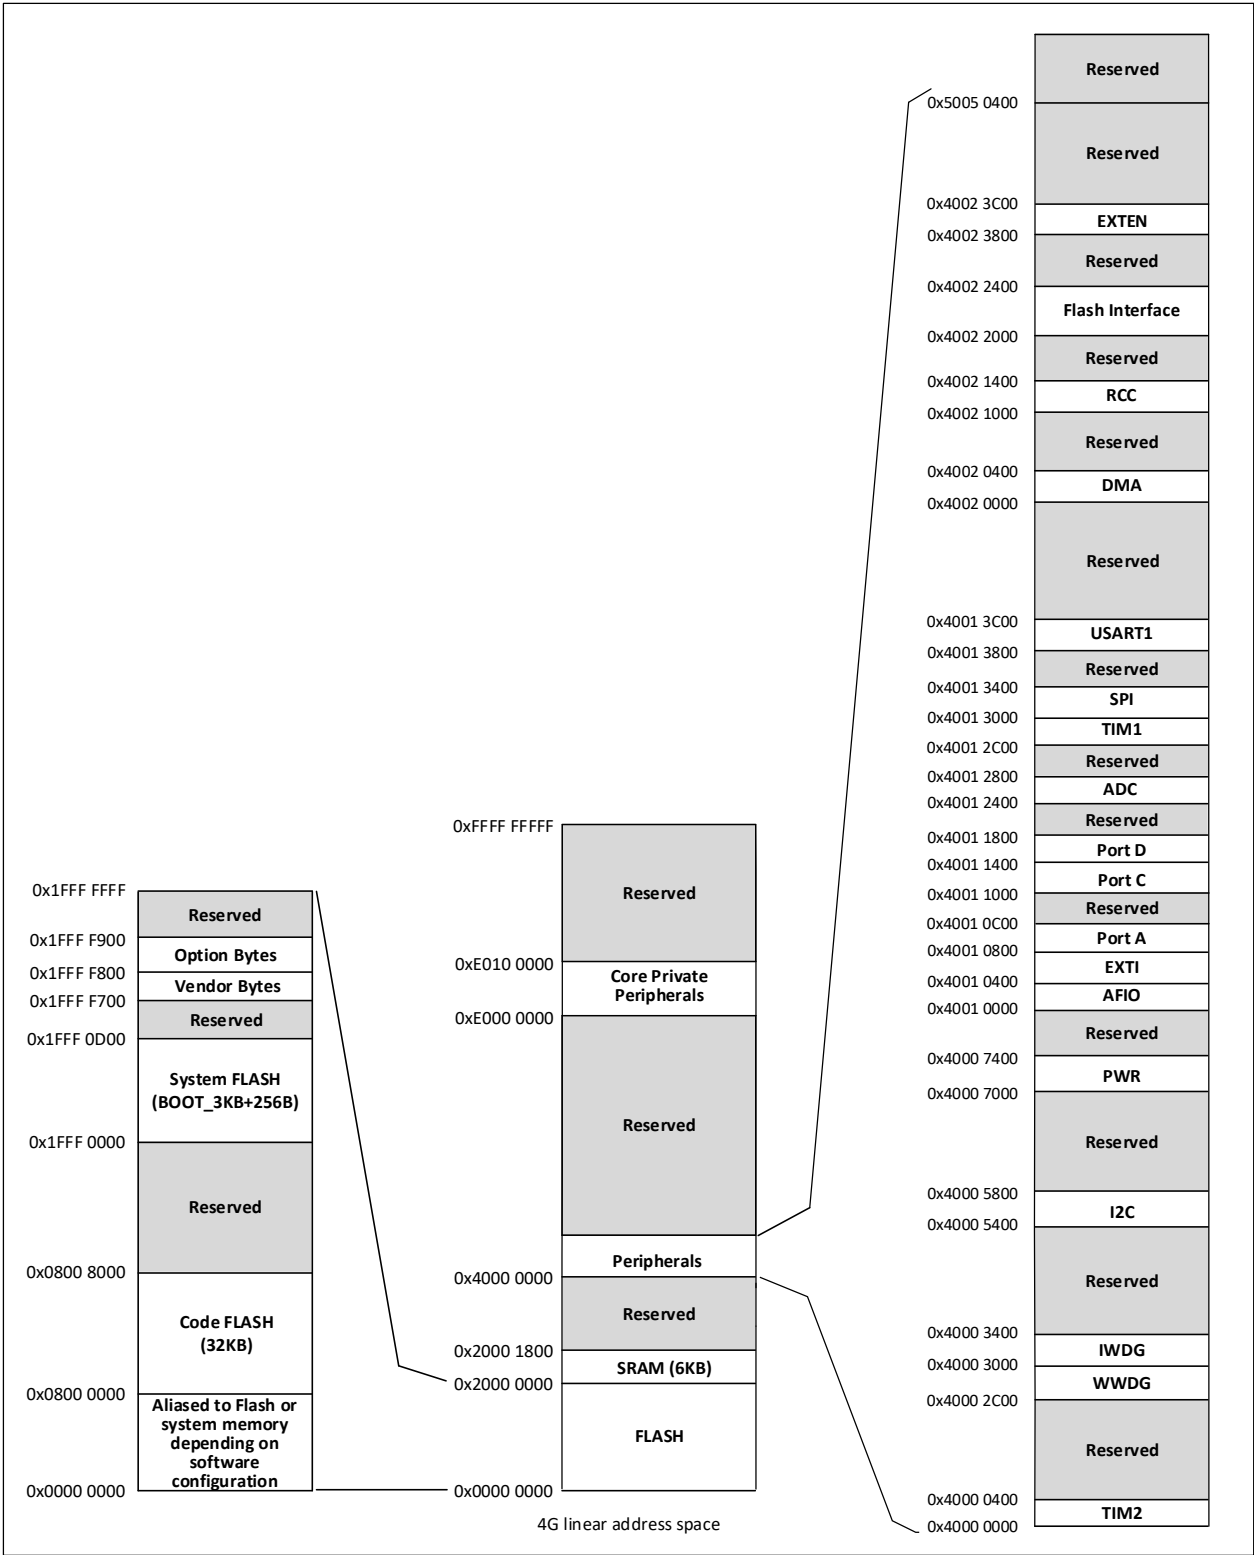 0x1FFF FFFF
Reserved
0x1FFF F900
Option Bytes
0x1FFF F800
Vendor Bytes
0x1FFF F700
Reserved
0x1FFF 0D00
System FLASH
(BOOT_3KB+256B)
0x1FFF 0000
Reserved
0x0800 8000
Code FLASH
(32KB)
0x0800 0000
Aliased to Flash or
system memory
depending on
software
configuration
0x0000 0000
0xFFFF FFFFF
Reserved
0xE010 0000
Core Private
Peripherals
0xE000 0000
Reserved
Peripherals
0x4000 0000
Reserved
0x2000 1800
SRAM (6KB)
0x2000 0000
FLASH
0x0000 0000
4G linear address space
Reserved
0x5005 0400
Reserved
0x4002 3C00
EXTEN
0x4002 3800
Reserved
0x4002 2400
Flash Interface
0x4002 2000
Reserved
0x4002 1400
RCC
0x4002 1000
Reserved
0x4002 0400
DMA
0x4002 0000
Reserved
0x4001 3C00
USART1
0x4001 3800
Reserved
0x4001 3400
SPI
0x4001 3000
TIM1
0x4001 2C00
Reserved
0x4001 2800
ADC
0x4001 2400
Reserved
0x4001 1800
Port D
0x4001 1400
Port C
0x4001 1000
Reserved
0x4001 0C00
Port A
0x4001 0800
EXTI
0x4001 0400
AFIO
0x4001 0000
Reserved
0x4000 7400
PWR
0x4000 7000
Reserved
0x4000 5800
I2C
0x4000 5400
Reserved
0x4000 3400
IWDG
0x4000 3000
WWDG
0x4000 2C00
Reserved
0x4000 0400
TIM2
0x4000 0000